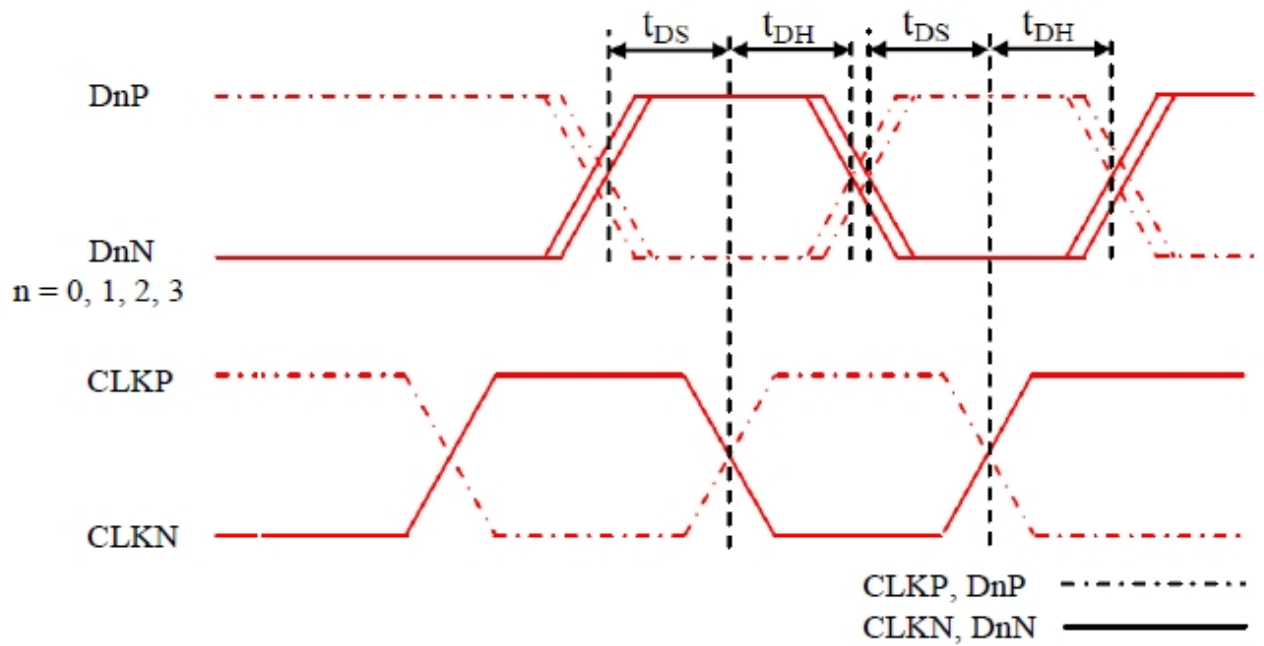 tDS tDH tDS tDH
DnP
DnN
n = 0, 1, 2, 3
CLKP
CLKN
CLKP, DnP
CLKN, DnN